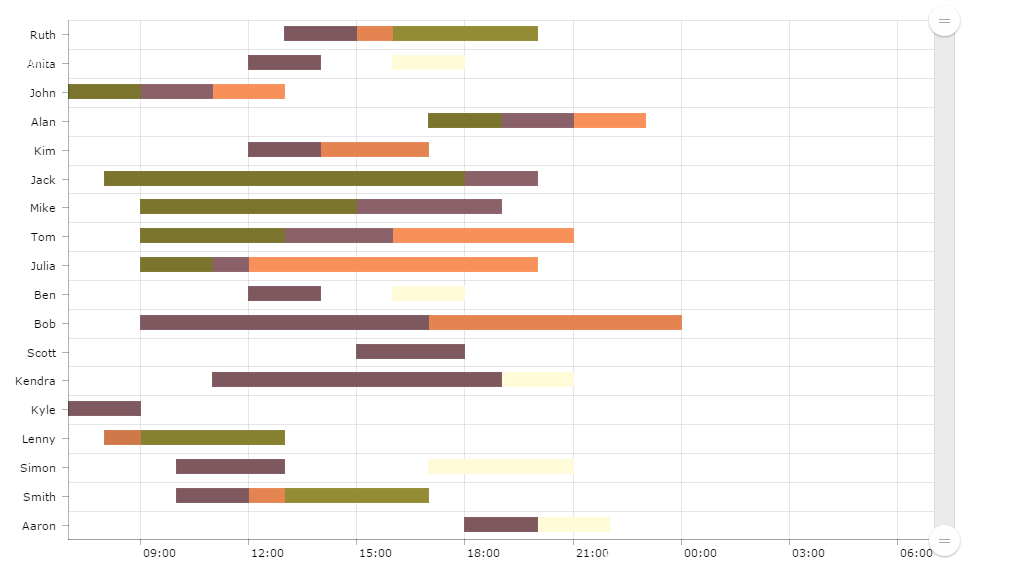 Ruth
Anita
John
Alan
Kim
Jack
Mike
Tom
Julia
Ben
Bob
Scott
Kendra
Kyle
Lenny
Simon
Smith
Aaron
09:00 12:00 15:00 18:00 21:00 00:00 03:00 06:00